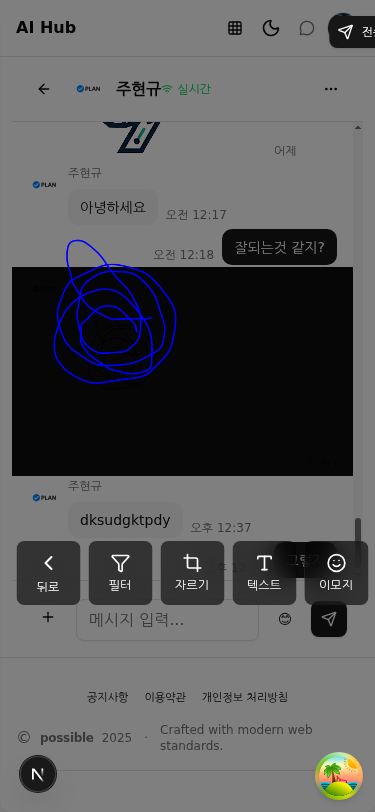 AI Hub
전
PLAN 주현규 실시간
어제
주현규
PLAN
아녕하세요 오전 12:17
오전 12:18 잘되는것 같지?
주현규
PLAN
dksudgktpdy 오후 12:37
뒤로 필터 자르기 텍스트 이모지
메시지 입력...
공지사항 이용약관 개인정보 처리방침
© possible 2025 · Crafted with modern web
standards.
N